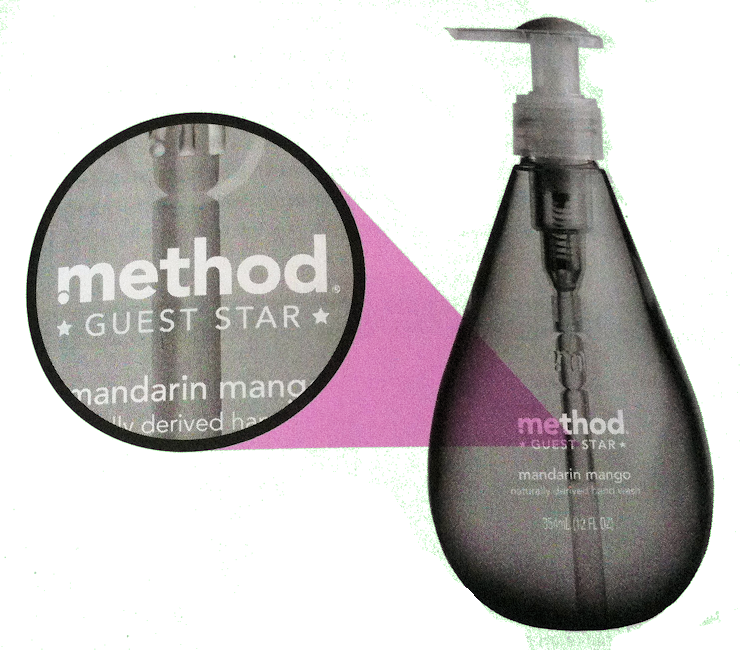 method®
★ GUEST STAR ★
mandarin mang
lly derived han
method
★ GUEST STAR ★
mandarin mango
naturally derived hand wash
354mL (12 FL OZ)